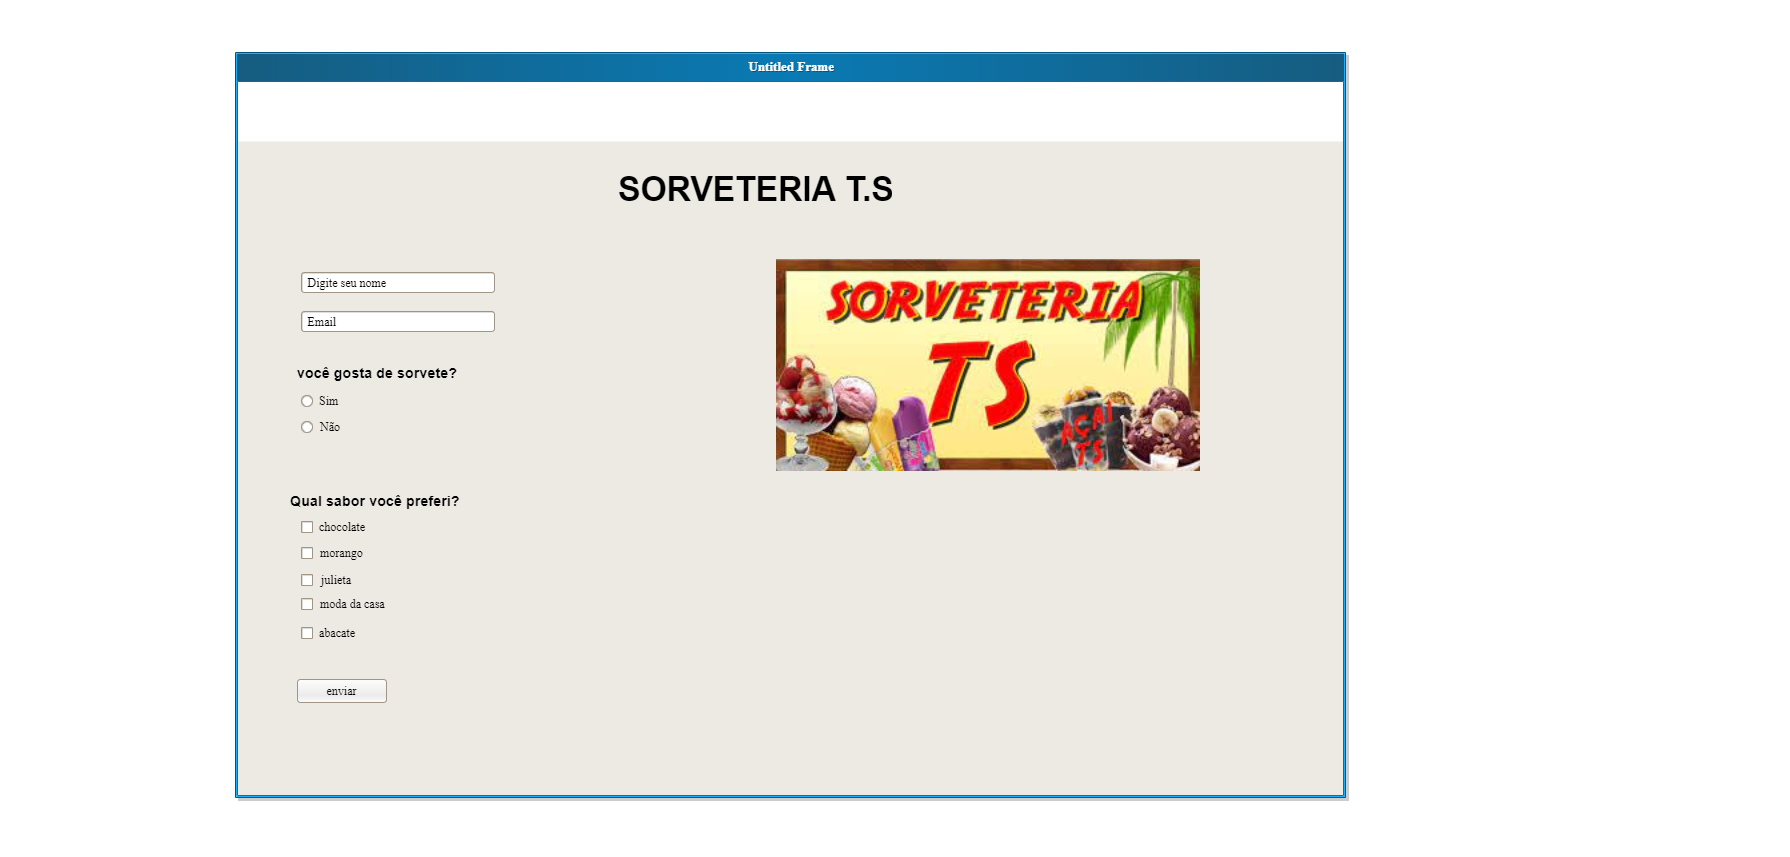 Untitled Frame
SORVETERIA T.S
Digite seu nome
Email
você gosta de sorvete?
Sim
Não
Qual sabor você preferi?
chocolate
morango
julieta
moda da casa
abacate
enviar
SORVETERIA
TS
AÇAÍ
TS